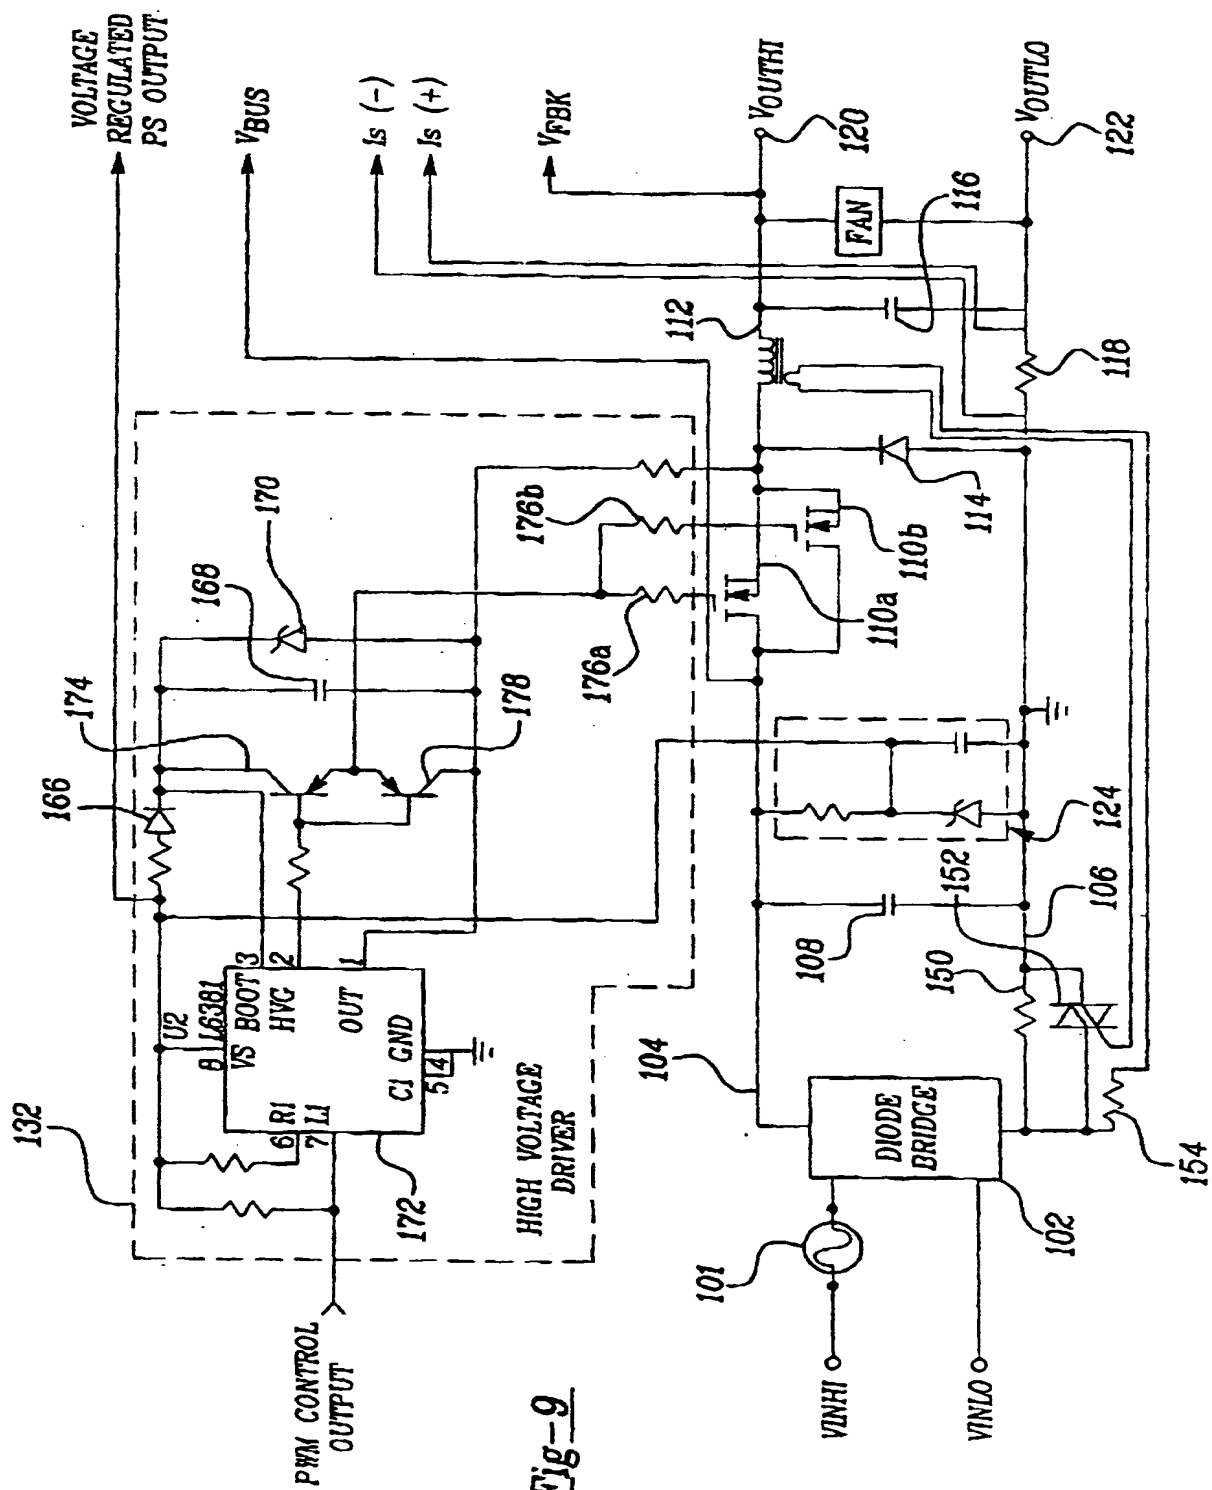 VOLTAGE
REGULATED
PS OUTPUT
VBUS
Is (-)
Is (+)
VFBK
VOUTHI
120
VOUTLO
122
FAN
116
112
118
114
170
168
174
166
178
176b
176a
110b
110a
132
U2
8 L6381
VS BOOT 3
HVG 2
OUT 1
6 R1
7 L1
C1 GND
5 4
172
HIGH VOLTAGE
DRIVER
PWM CONTROL
OUTPUT
124
152
108
106
150
104
DIODE
BRIDGE
154
102
101
VINHI
VINLO
Fig-9